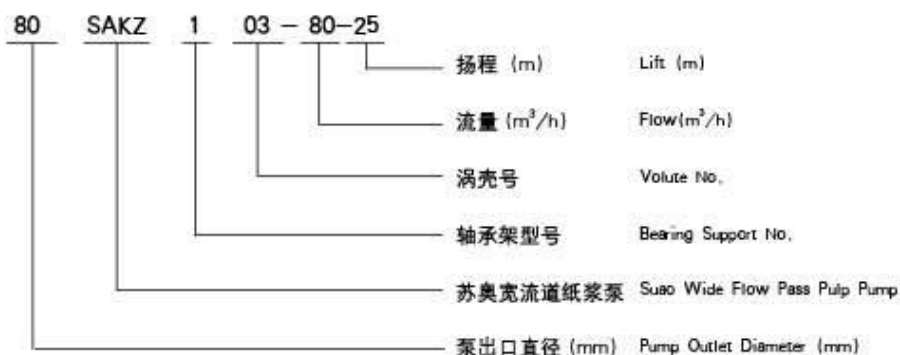 80 SAKZ 1 03 - 80-25
扬程 (m) Lift (m)
流量 (m³/h) Flow(m³/h)
涡壳号 Volute No.
轴承架型号 Bearing Support No.
苏奥宽流道纸浆泵 Suao Wide Flow Pass Pulp Pump
泵出口直径 (mm) Pump Outlet Diameter (mm)